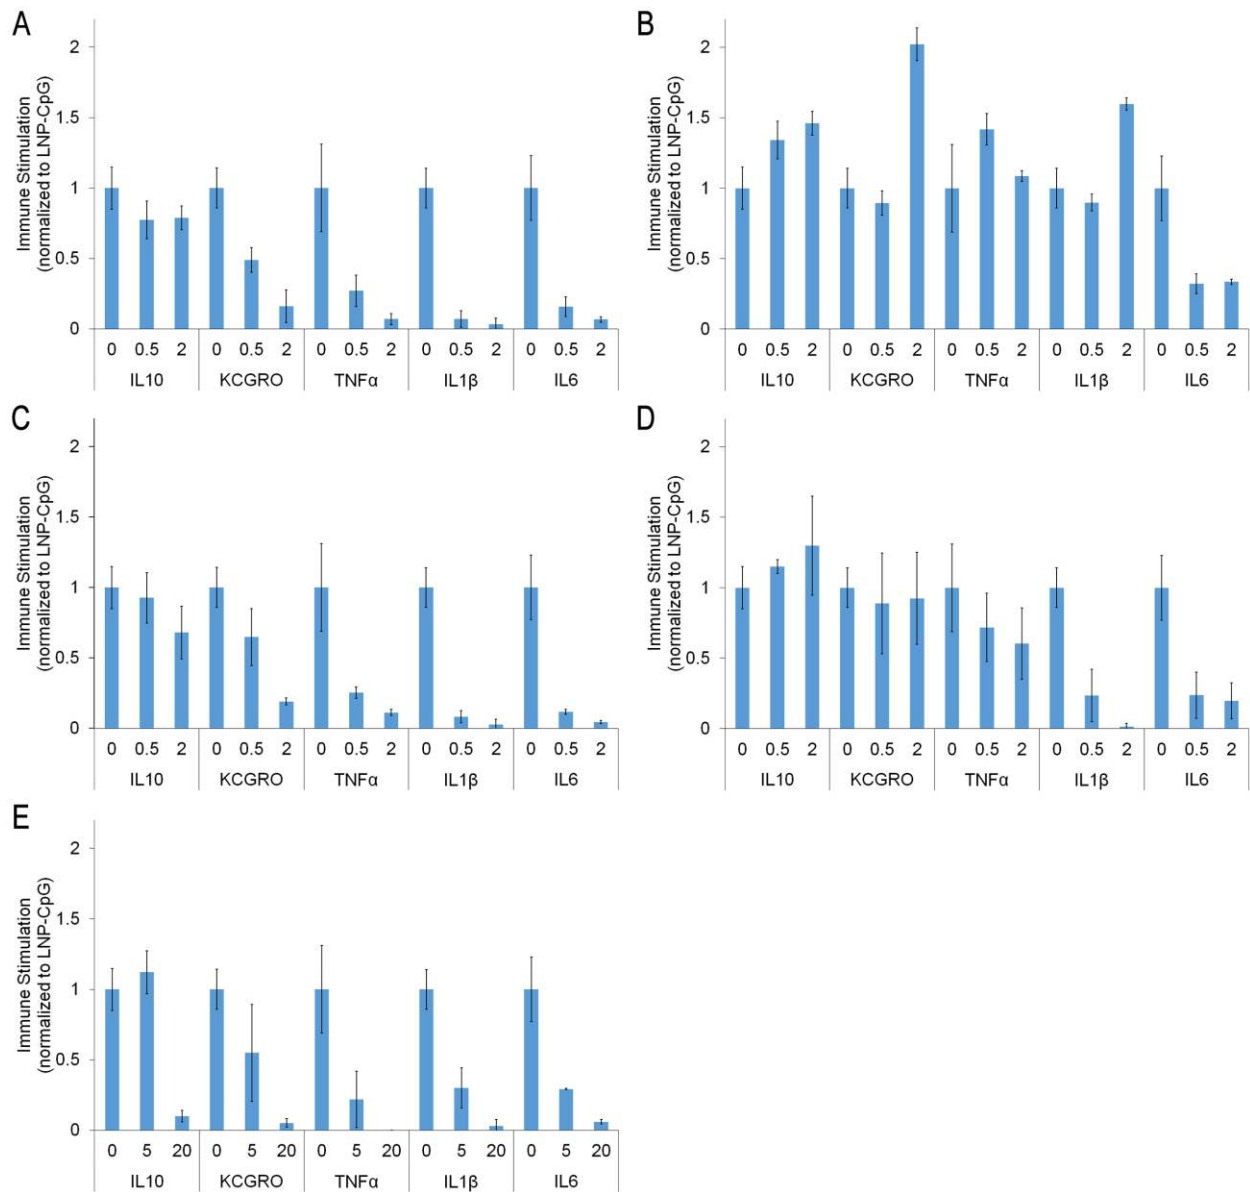 A
Immune Stimulation
(normalized to LNP-CpG)
2
1.5
1
0.5
0
0 0.5 2 0 0.5 2 0 0.5 2 0 0.5 2 0 0.5 2
IL10 KCGRO TNFα IL1β IL6
B
Immune Stimulation
(normalized to LNP-CpG)
2
1.5
1
0.5
0
0 0.5 2 0 0.5 2 0 0.5 2 0 0.5 2 0 0.5 2
IL10 KCGRO TNFα IL1β IL6
C
Immune Stimulation
(normalized to LNP-CpG)
2
1.5
1
0.5
0
0 0.5 2 0 0.5 2 0 0.5 2 0 0.5 2 0 0.5 2
IL10 KCGRO TNFα IL1β IL6
D
Immune Stimulation
(normalized to LNP-CpG)
2
1.5
1
0.5
0
0 0.5 2 0 0.5 2 0 0.5 2 0 0.5 2 0 0.5 2
IL10 KCGRO TNFα IL1β IL6
E
Immune Stimulation
(normalized to LNP-CpG)
2
1.5
1
0.5
0
0 5 20 0 5 20 0 5 20 0 5 20 0 5 20
IL10 KCGRO TNFα IL1β IL6